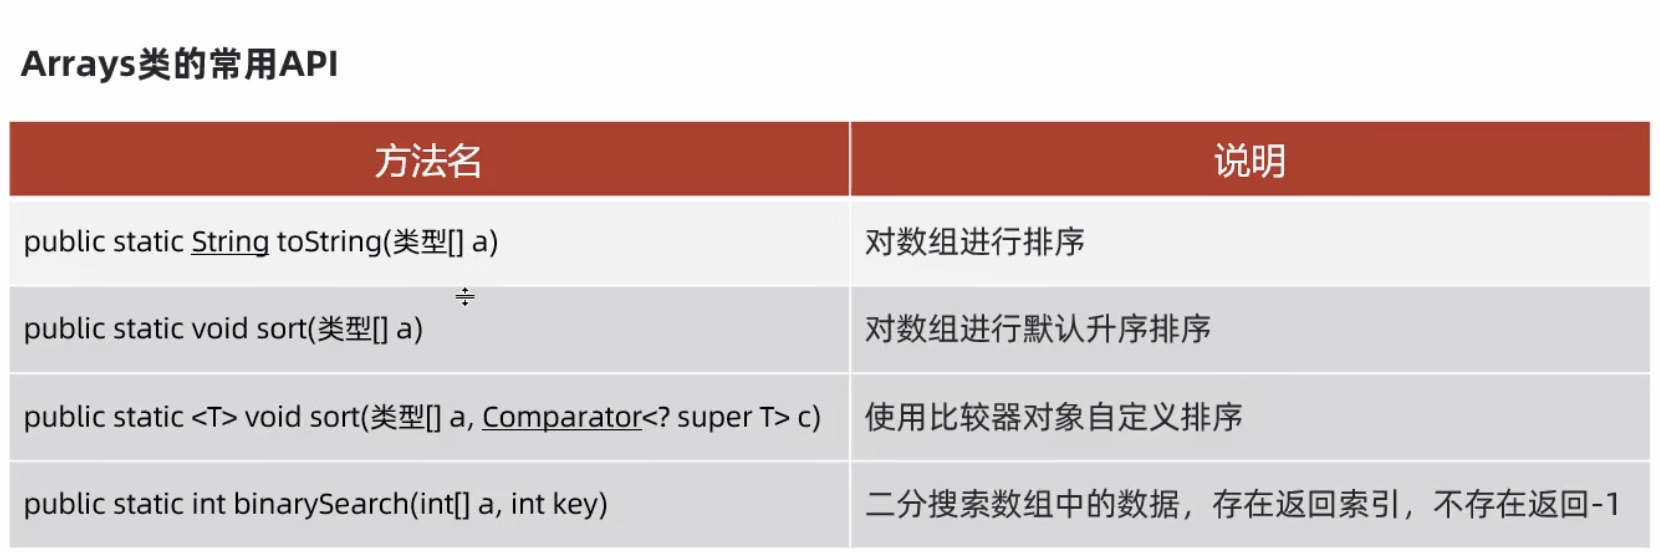 Arrays类的常用API
方法名 说明
public static String toString(类型[] a) 对数组进行排序
public static void sort(类型[] a) 对数组进行默认升序排序
public static <T> void sort(类型[] a, Comparator<? super T> c) 使用比较器对象自定义排序
public static int binarySearch(int[] a, int key) 二分搜索数组中的数据，存在返回索引，不存在返回-1